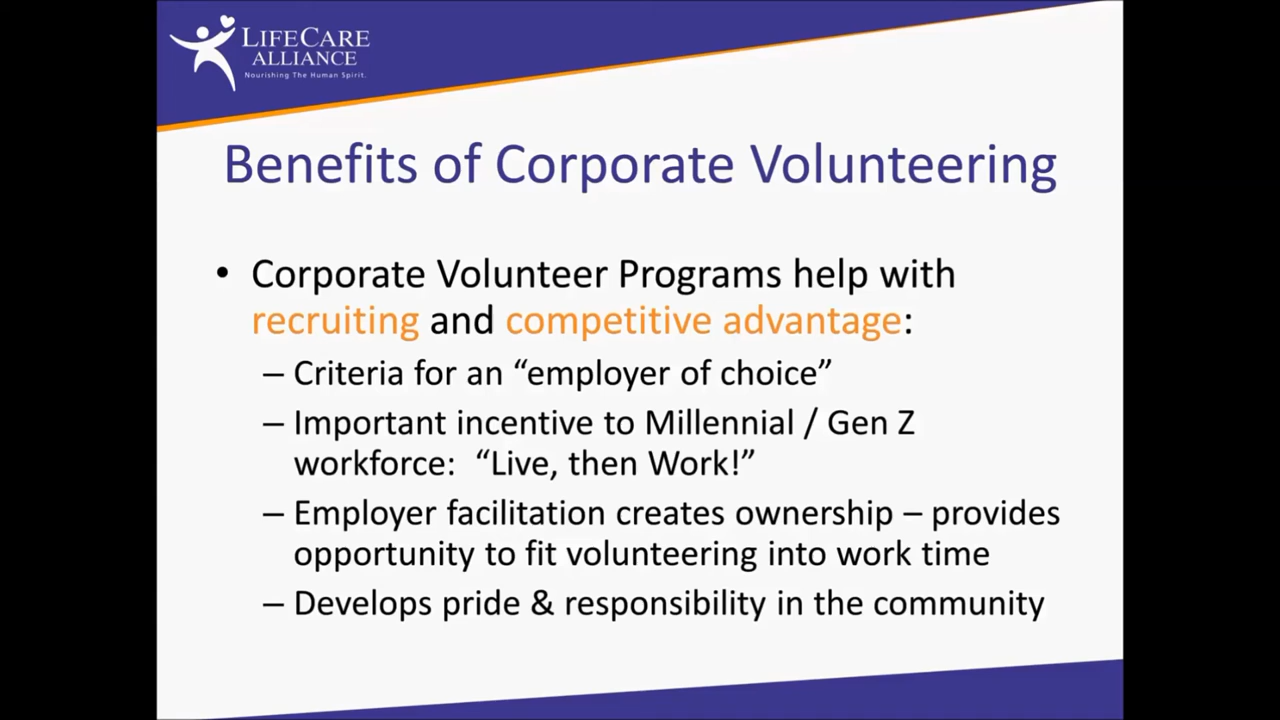 LIFECARE
ALLIANCE
Nourishing The Human Spirit.
Benefits of Corporate Volunteering
• Corporate Volunteer Programs help with
recruiting and competitive advantage:
– Criteria for an “employer of choice”
– Important incentive to Millennial / Gen Z
workforce:  “Live, then Work!”
– Employer facilitation creates ownership – provides
opportunity to fit volunteering into work time
– Develops pride & responsibility in the community